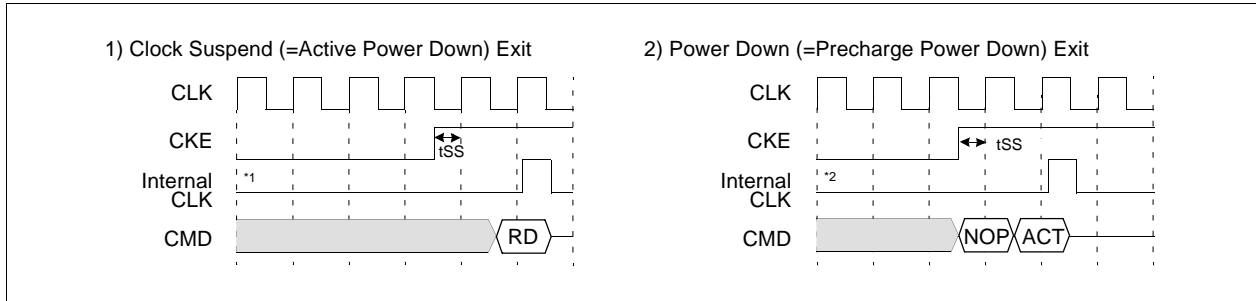 1) Clock Suspend (=Active Power Down) Exit
CLK
CKE
tSS
Internal
CLK
*1
CMD
RD
2) Power Down (=Precharge Power Down) Exit
CLK
CKE
tSS
Internal
CLK
*2
CMD
NOP
ACT